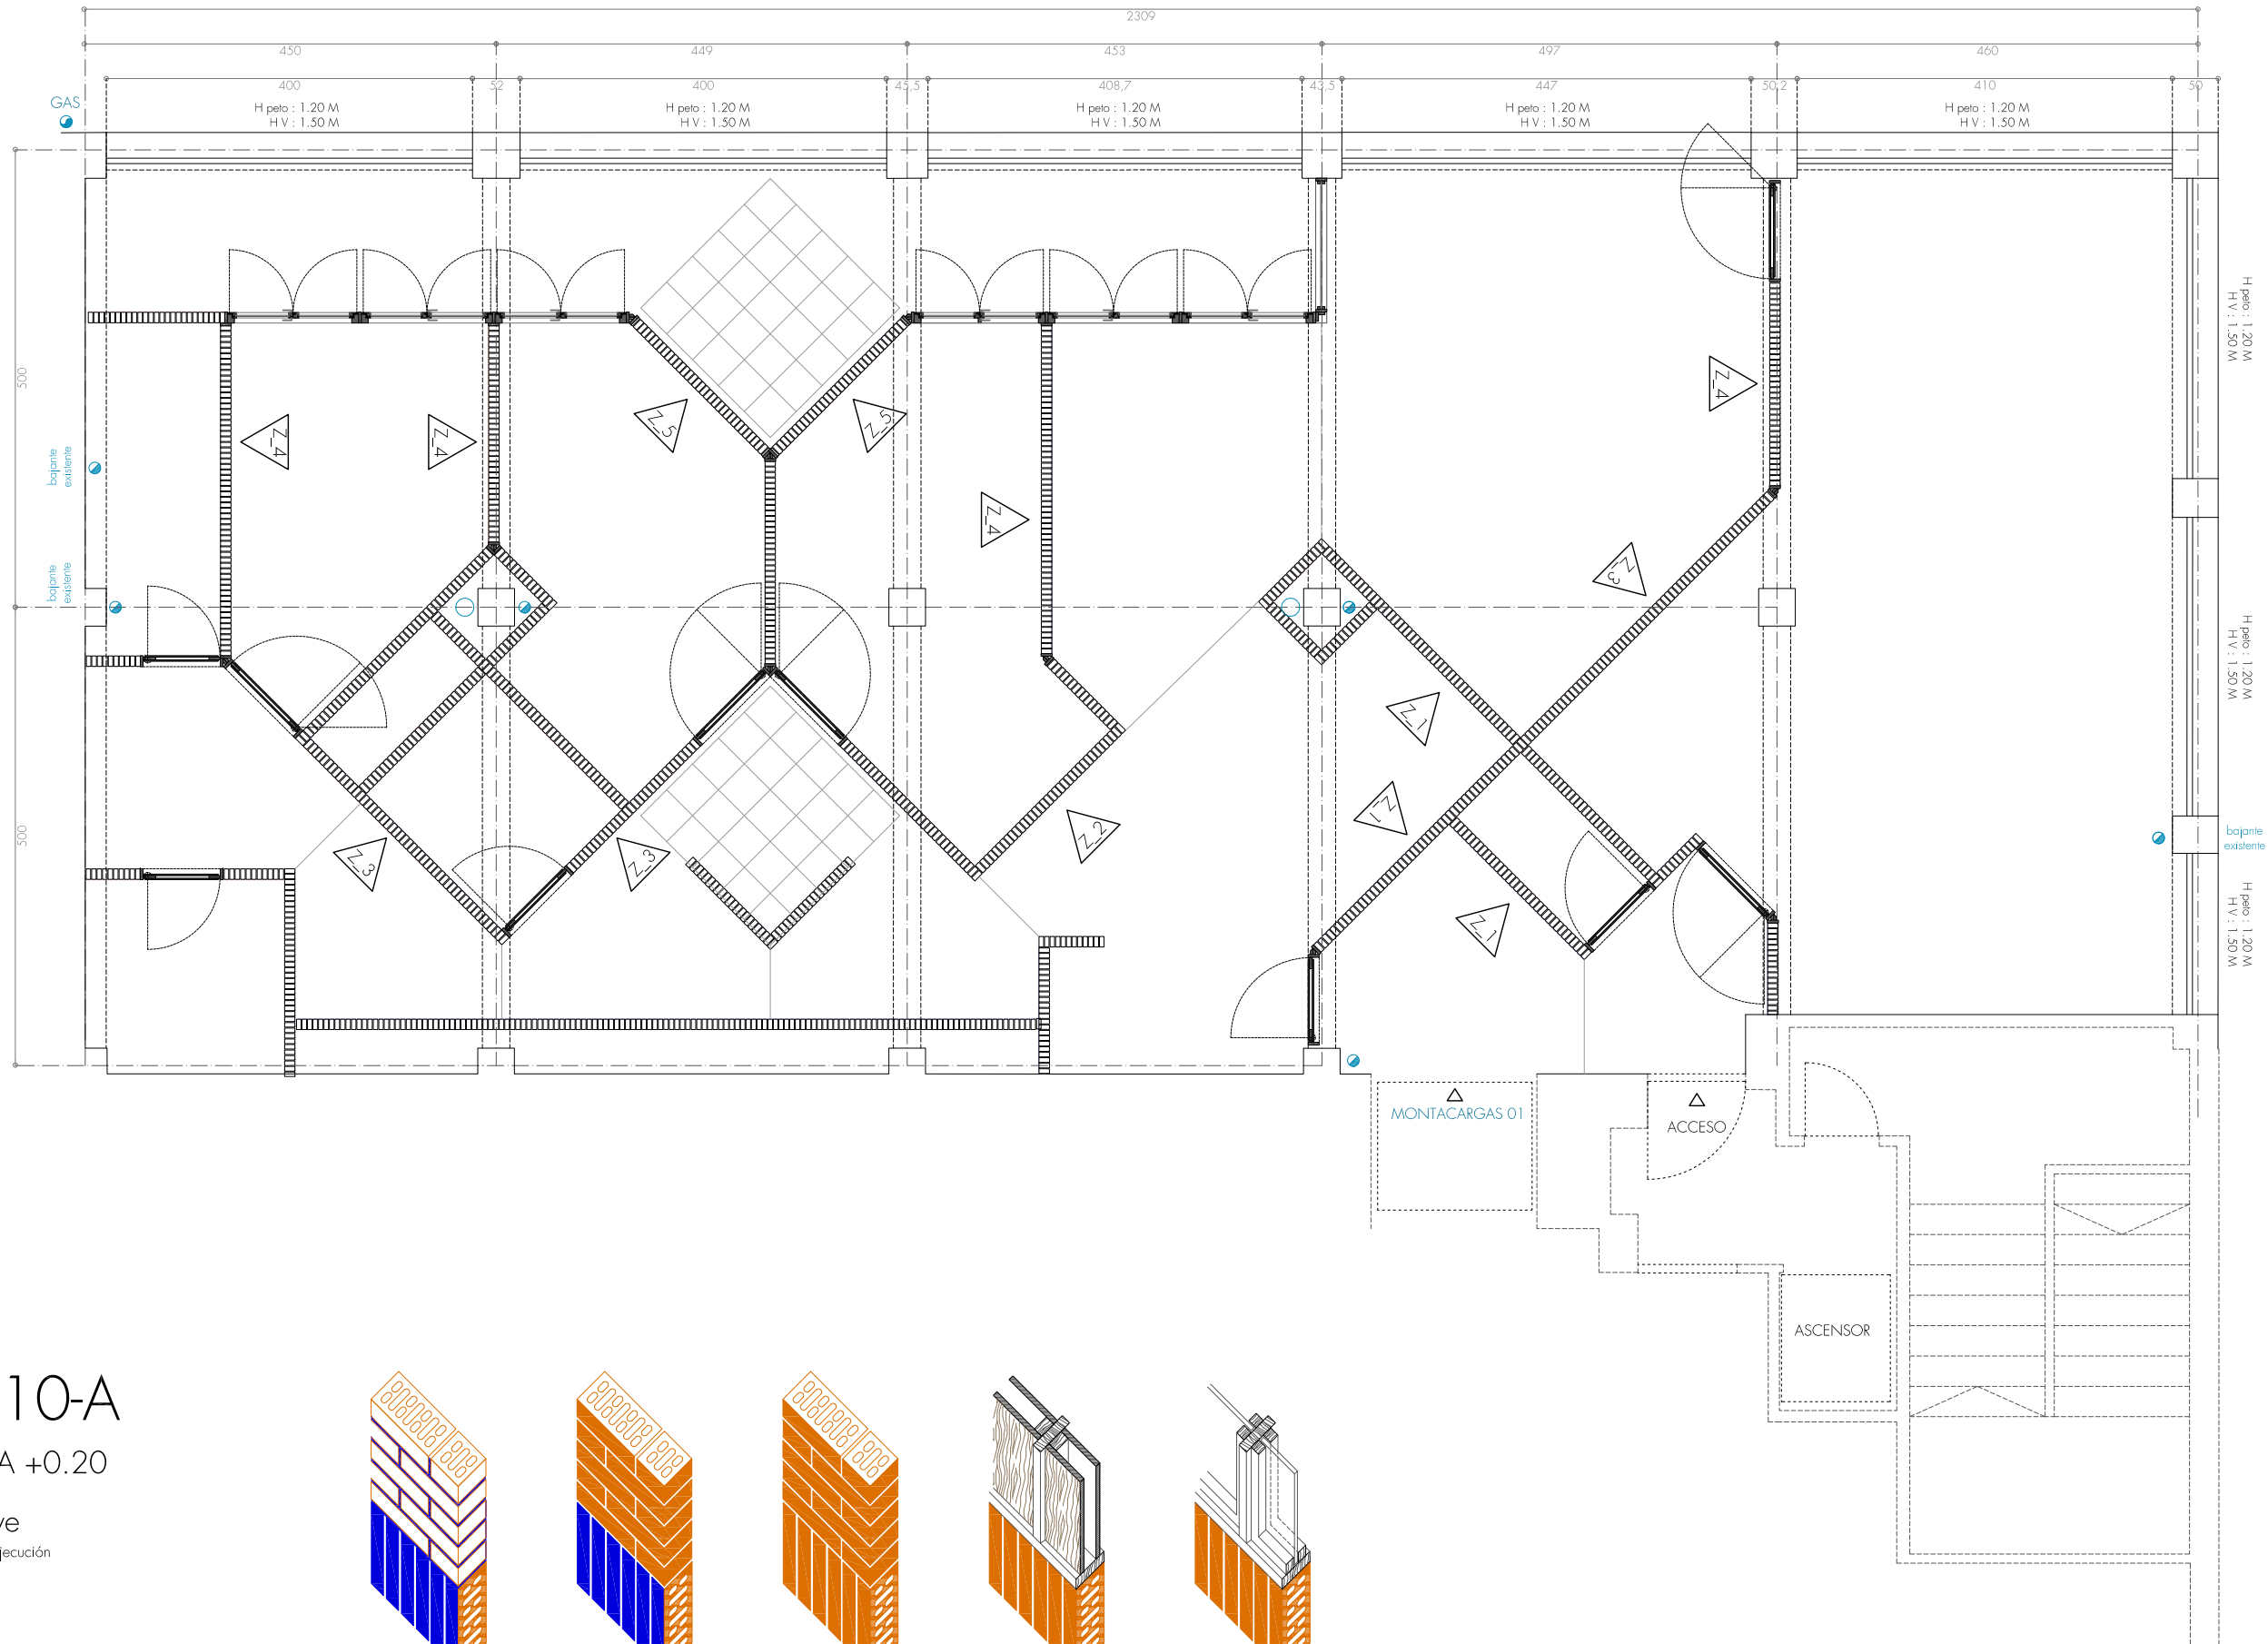 2309
450
449
453
497
460
400
52
400
45,5
408,7
43,5
447
50,2
410
50
GAS
H peto : 1.20 M
H V : 1.50 M
H peto : 1.20 M
H V : 1.50 M
H peto : 1.20 M
H V : 1.50 M
H peto : 1.20 M
H V : 1.50 M
H peto : 1.20 M
H V : 1.50 M
H peto : 1.20 M
H V : 1.50 M
500
Z_4
Z_4
Z_5
Z_5
Z_4
Z_4
bajante
existente
Z_3
bajante
existente
H peto : 1.20 M
H V : 1.50 M
Z_1
Z_1
Z_2
Z_3
Z_3
500
bajante
existente
Z_1
H peto : 1.20 M
H V : 1.50 M
MONTACARGAS 01
ACCESO
ASCENSOR
10-A
A +0.20